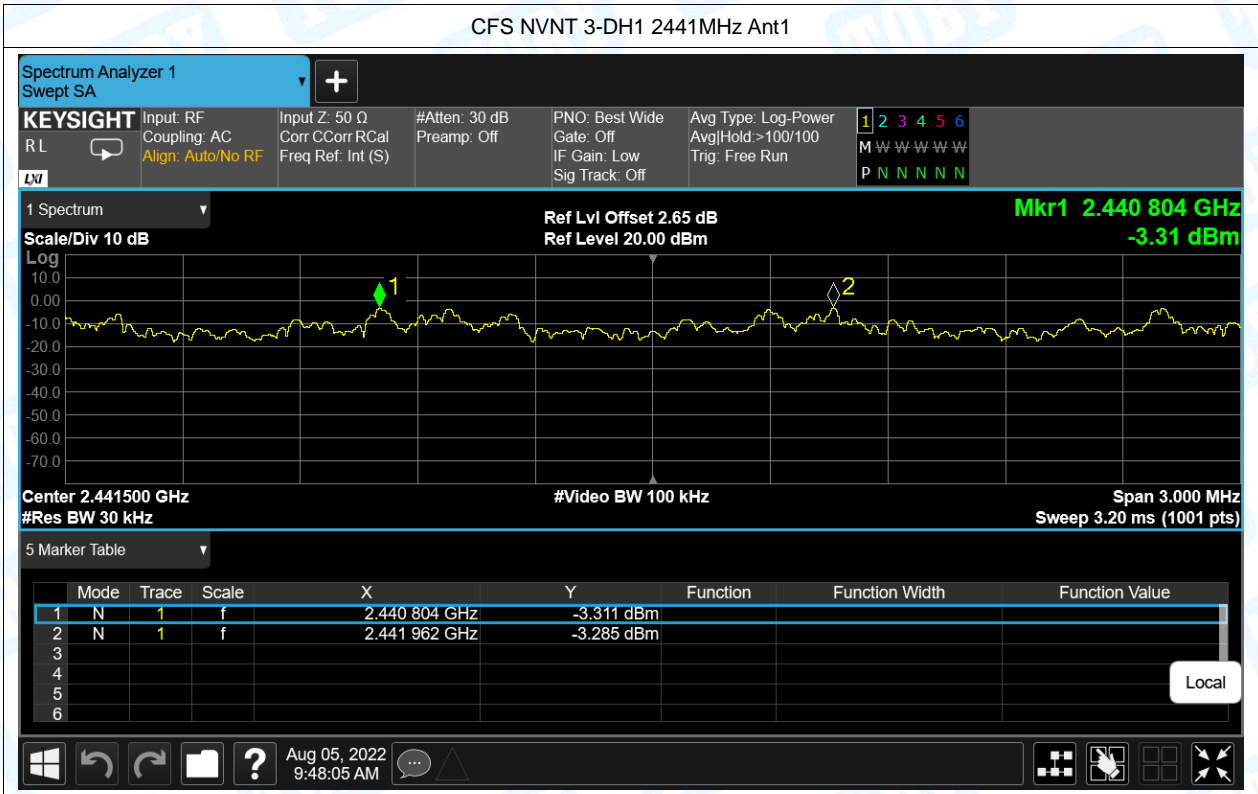 CFS NVNT 3-DH1 2441MHz Ant1
Spectrum Analyzer 1
Swept SA
KEYSIGHT
RL
LXI
Input: RF
Coupling: AC
Align: Auto/No RF
Input Z: 50 Ω
Corr CCorr RCal
Freq Ref: Int (S)
#Atten: 30 dB
Preamp: Off
PNO: Best Wide
Gate: Off
IF Gain: Low
Sig Track: Off
Avg Type: Log-Power
Avg|Hold:>100/100
Trig: Free Run
1 2 3 4 5 6
M W W W W W
P N N N N N
1 Spectrum
Scale/Div 10 dB
Ref Lvl Offset 2.65 dB
Ref Level 20.00 dBm
Mkr1 2.440 804 GHz
-3.31 dBm
Log
10.0
0.00
-10.0
-20.0
-30.0
-40.0
-50.0
-60.0
-70.0
1
2
Center 2.441500 GHz
#Video BW 100 kHz
Span 3.000 MHz
#Res BW 30 kHz
Sweep 3.20 ms (1001 pts)
5 Marker Table
Mode Trace Scale X Y Function Function Width Function Value
1 N 1 f 2.440 804 GHz -3.311 dBm
2 N 1 f 2.441 962 GHz -3.285 dBm
3
4
5
6
Local
?
Aug 05, 2022
9:48:05 AM